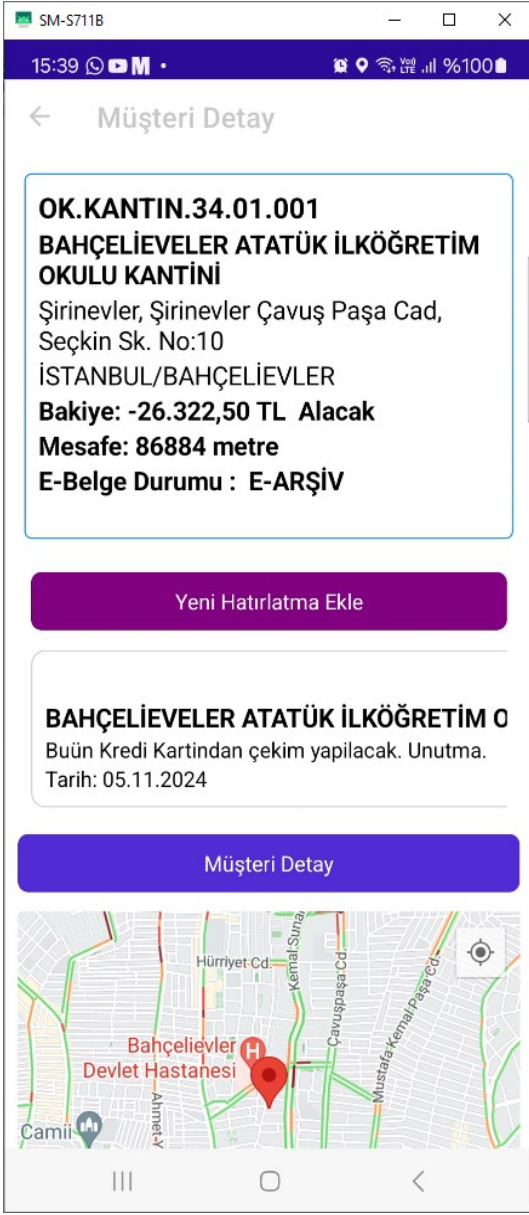 SM-S711B
15:39
%100
Müşteri Detay
OK.KANTIN.34.01.001
BAHÇELİEVELER ATATÜK İLKÖĞRETİM
OKULU KANTİNİ
Şirinevler, Şirinevler Çavuş Paşa Cad,
Seçkin Sk. No:10
İSTANBUL/BAHÇELİEVLER
Bakiye: -26.322,50 TL Alacak
Mesafe: 86884 metre
E-Belge Durumu : E-ARŞİV
Yeni Hatırlatma Ekle
BAHÇELİEVELER ATATÜK İLKÖĞRETİM O
Buün Kredi Kartindan çekim yapilacak. Unutma.
Tarih: 05.11.2024
Müşteri Detay
Hürriyet Cd.
Kemal Suna
Çavuşpaşa Cd.
Mustafa Kemal Paşa Cd.
Bahçelievler
Devlet Hastanesi
H
Ahmet Y
Camii